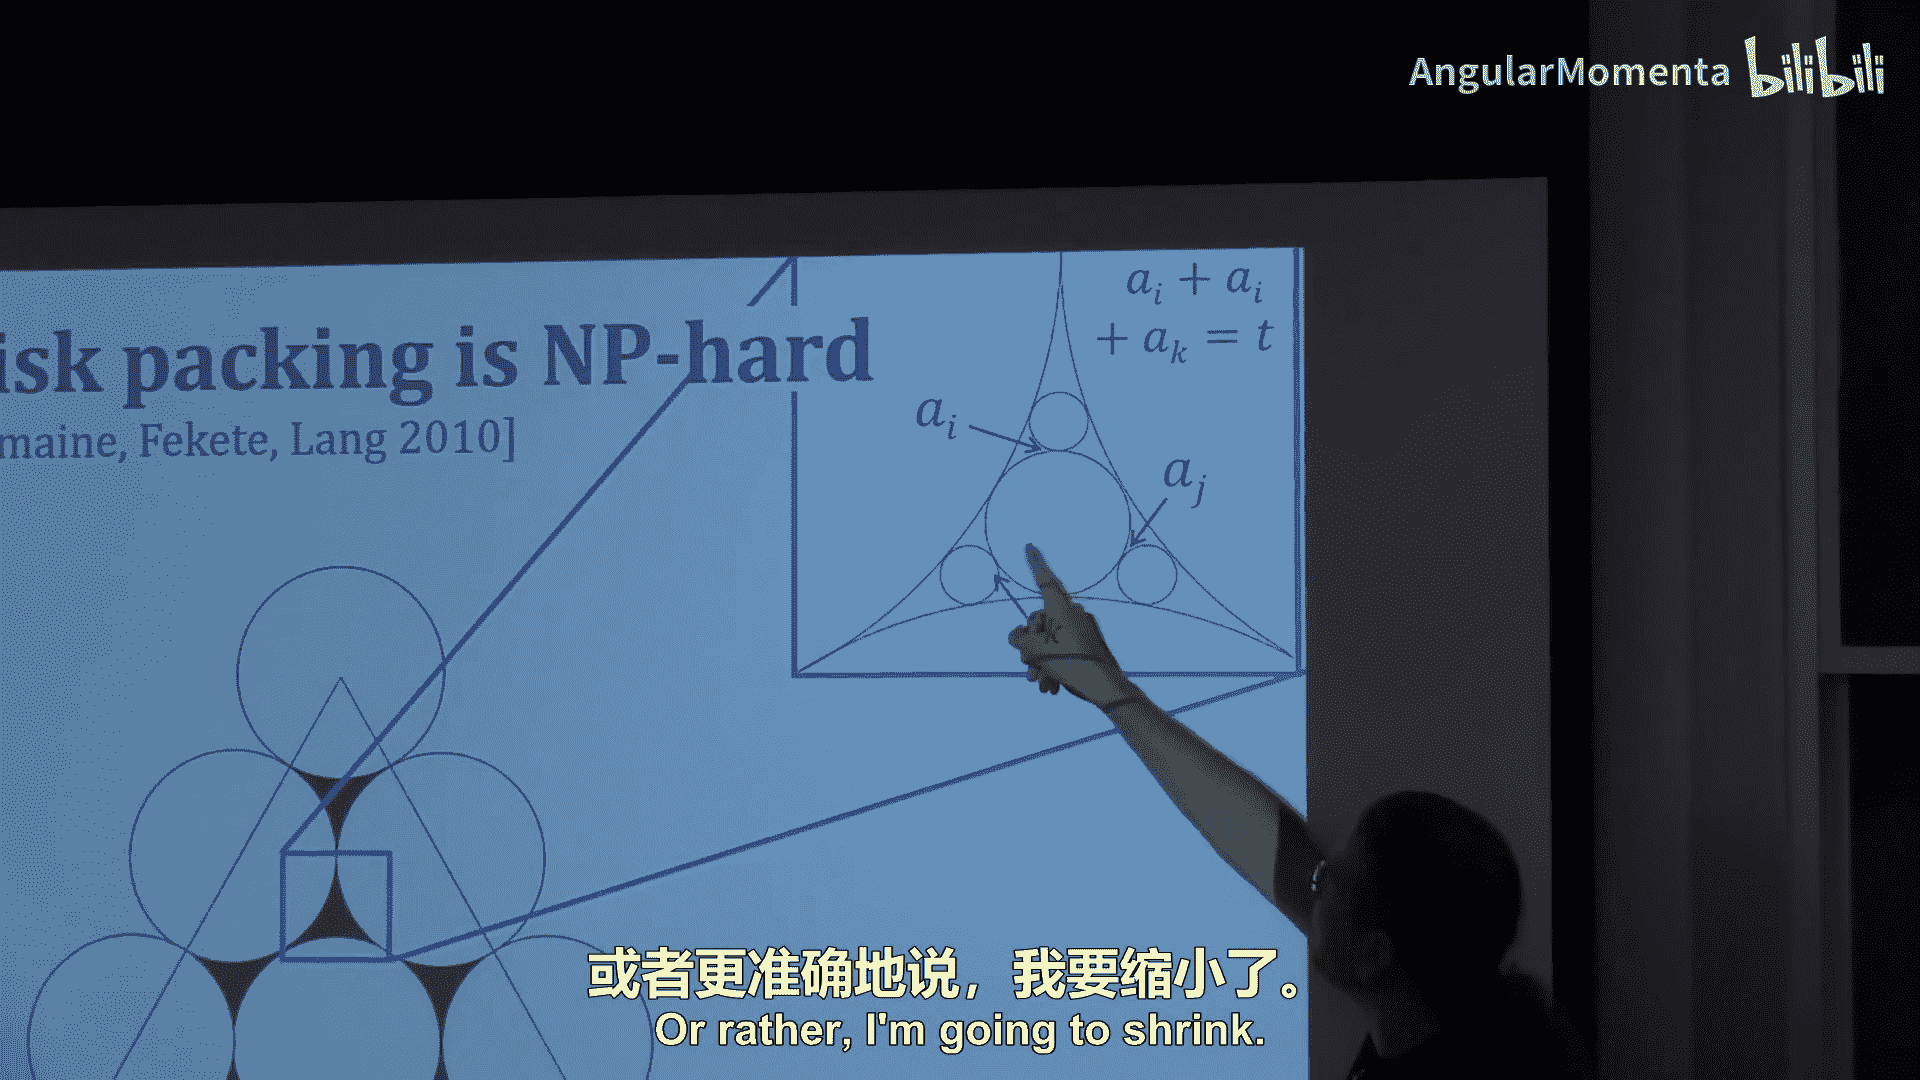 AngularMomenta bilibili
a_i + a_i
+ a_k = t
isk packing is NP-hard
maine, Fekete, Lang 2010]
a_i
a_j
k
或者更准确地说，我要缩小了。
Or rather, I'm going to shrink.